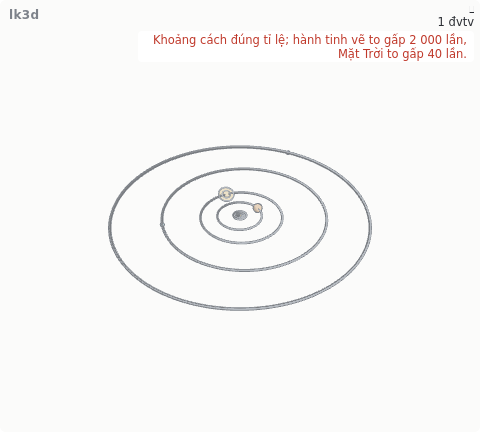 lk3d
1 đvtv
Khoảng cách đúng tỉ lệ; hành tinh vẽ to gấp 2 000 lần,
Mặt Trời to gấp 40 lần.